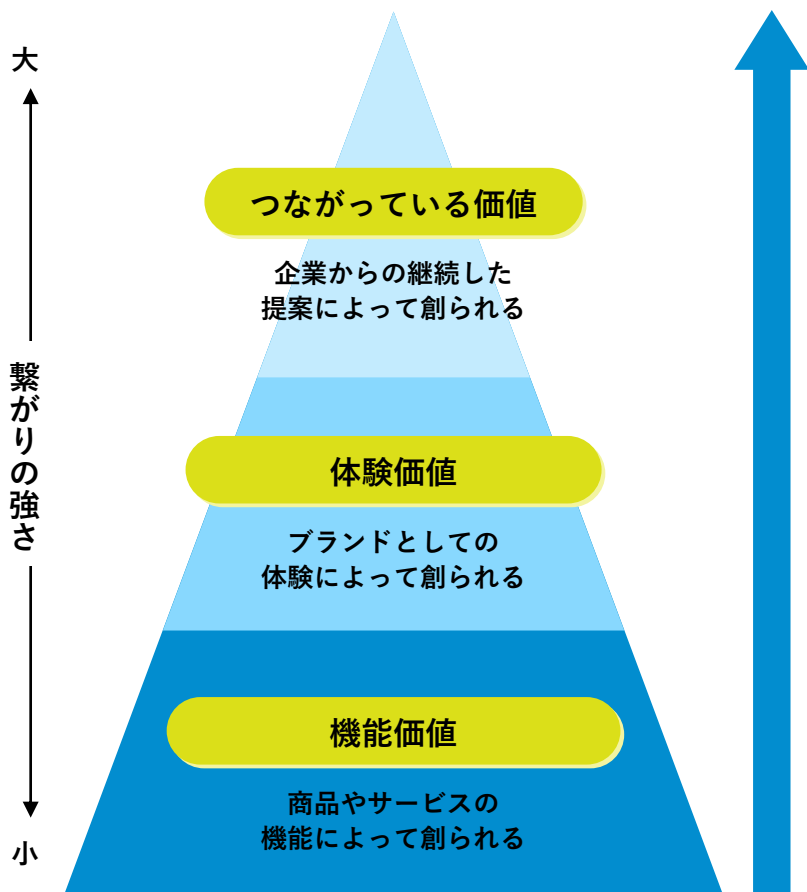 大
つながっている価値
企業からの継続した
提案によって創られる
繋がりの強さ
体験価値
ブランドとしての
体験によって創られる
機能価値
商品やサービスの
機能によって創られる
小